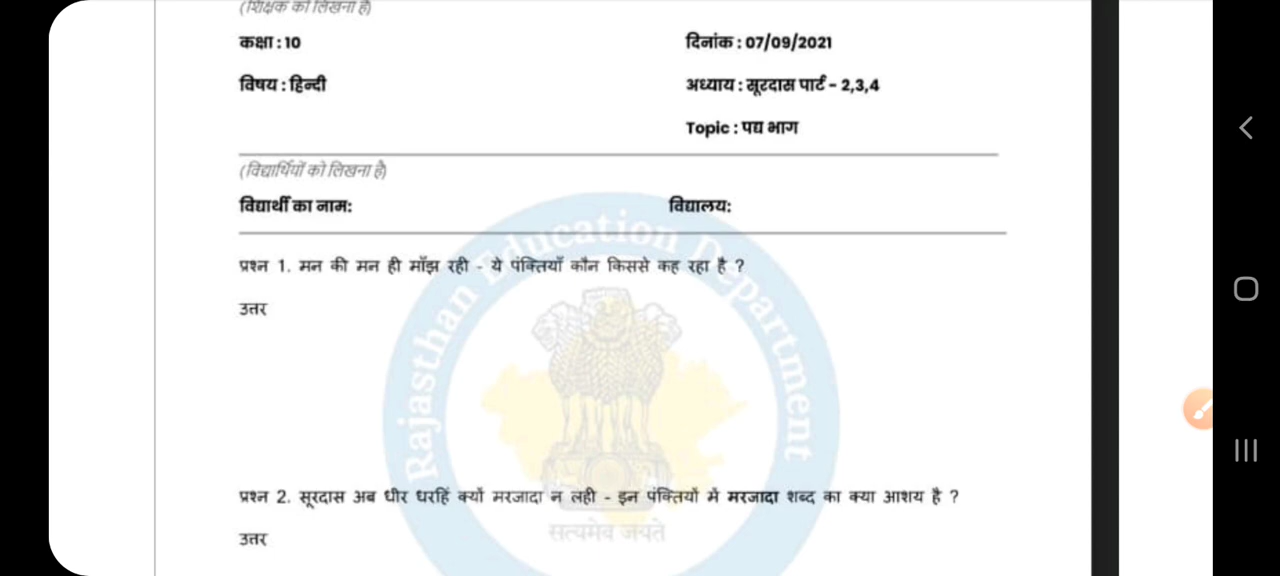 (शिक्षक को लिखना है)
कक्षा : 10
दिनांक : 07/09/2021
विषय : हिन्दी
अध्याय : सूरदास पार्ट – 2,3,4
Topic : पद्य भाग
(विद्यार्थियों को लिखना है)
विद्यार्थी का नाम:
विद्यालय:
Rajasthan Education Department
प्रश्न 1. मन की मन ही माँझ रही - ये पंक्तियाँ कौन किससे कह रहा है ?
उत्तर
प्रश्न 2. सूरदास अब धीर धरहिं क्यों मरजादा न लही - इन पंक्तियों में मरजादा शब्द का क्या आशय है ?
सत्यमेव जयते
उत्तर